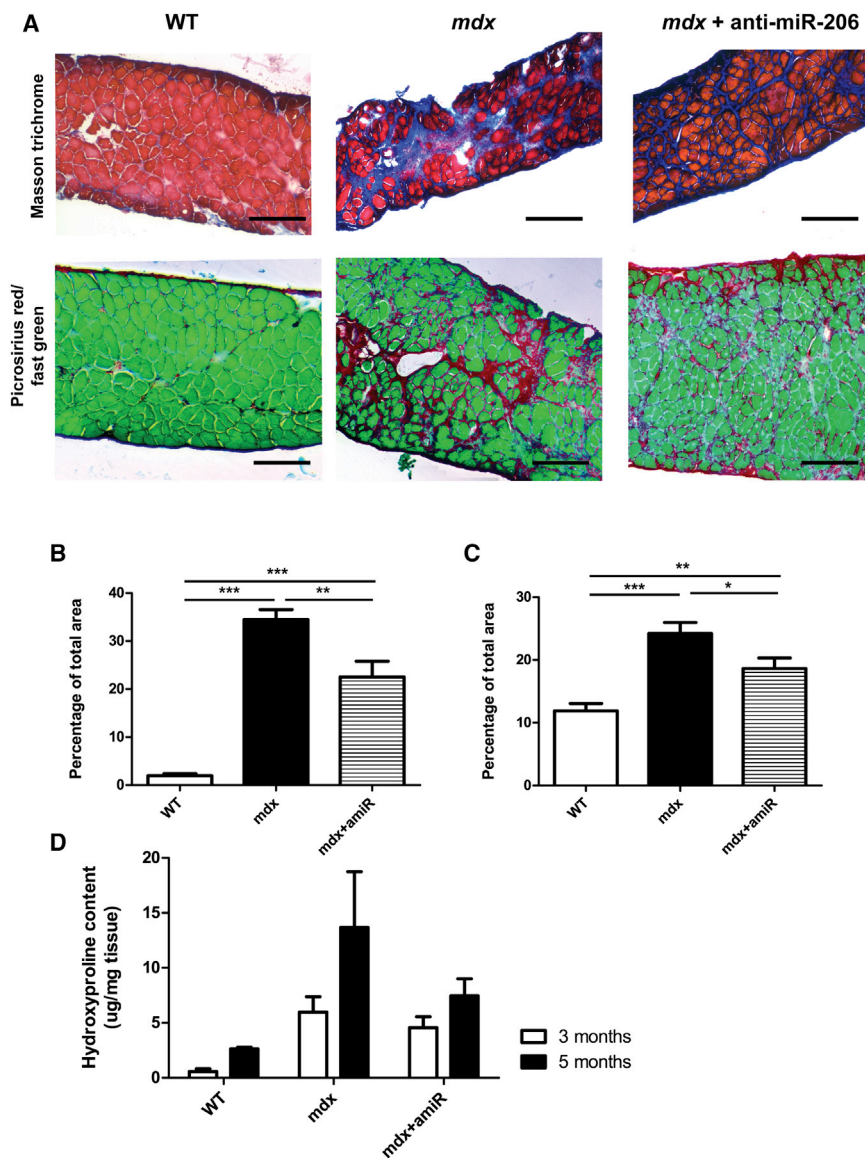 A
WT
mdx
mdx + anti-miR-206
Masson trichrome
Picrosirius red/
fast green
B
***
***
**
Percentage of total area
40
30
20
10
0
WT
mdx
mdx+amiR
C
**
***
*
Percentage of total area
30
20
10
0
WT
mdx
mdx+amiR
D
Hydroxyproline content
(ug/mg tissue)
20
15
10
5
0
WT
mdx
mdx+amiR
3 months
5 months